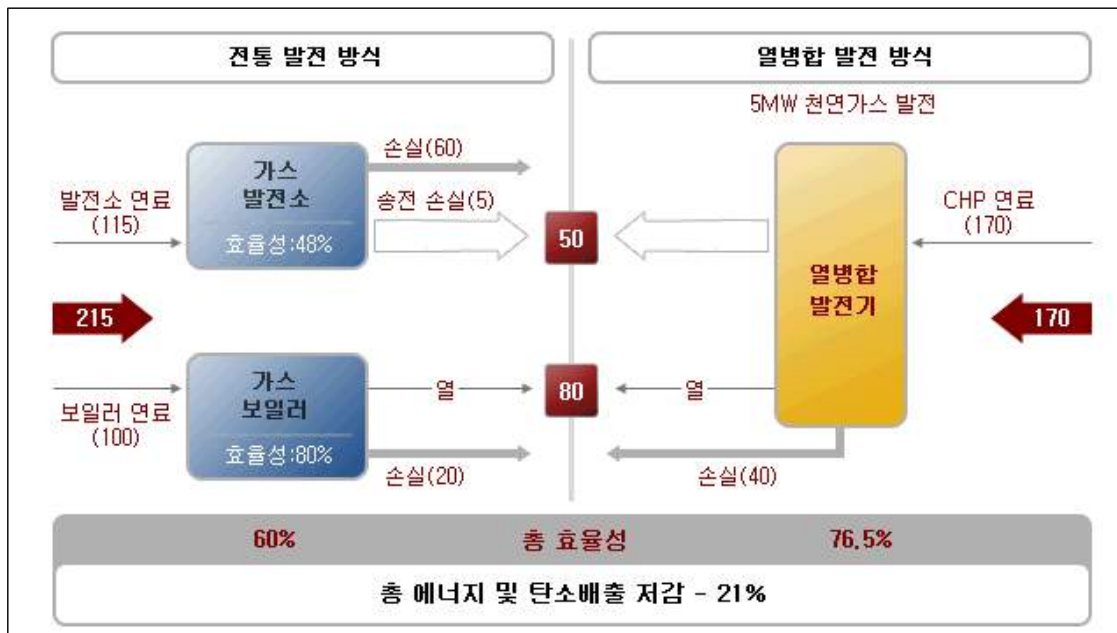 전통 발전 방식
열병합 발전 방식
5MW 천연가스 발전
발전소 연료
(115)
가스
발전소
효율성:48%
손실(60)
송전 손실(5)
50
열병합
발전기
CHP 연료
(170)
215
170
보일러 연료
(100)
가스
보일러
효율성:80%
열
손실(20)
80
열
손실(40)
60%
총 효율성
76.5%
총 에너지 및 탄소배출 저감 - 21%